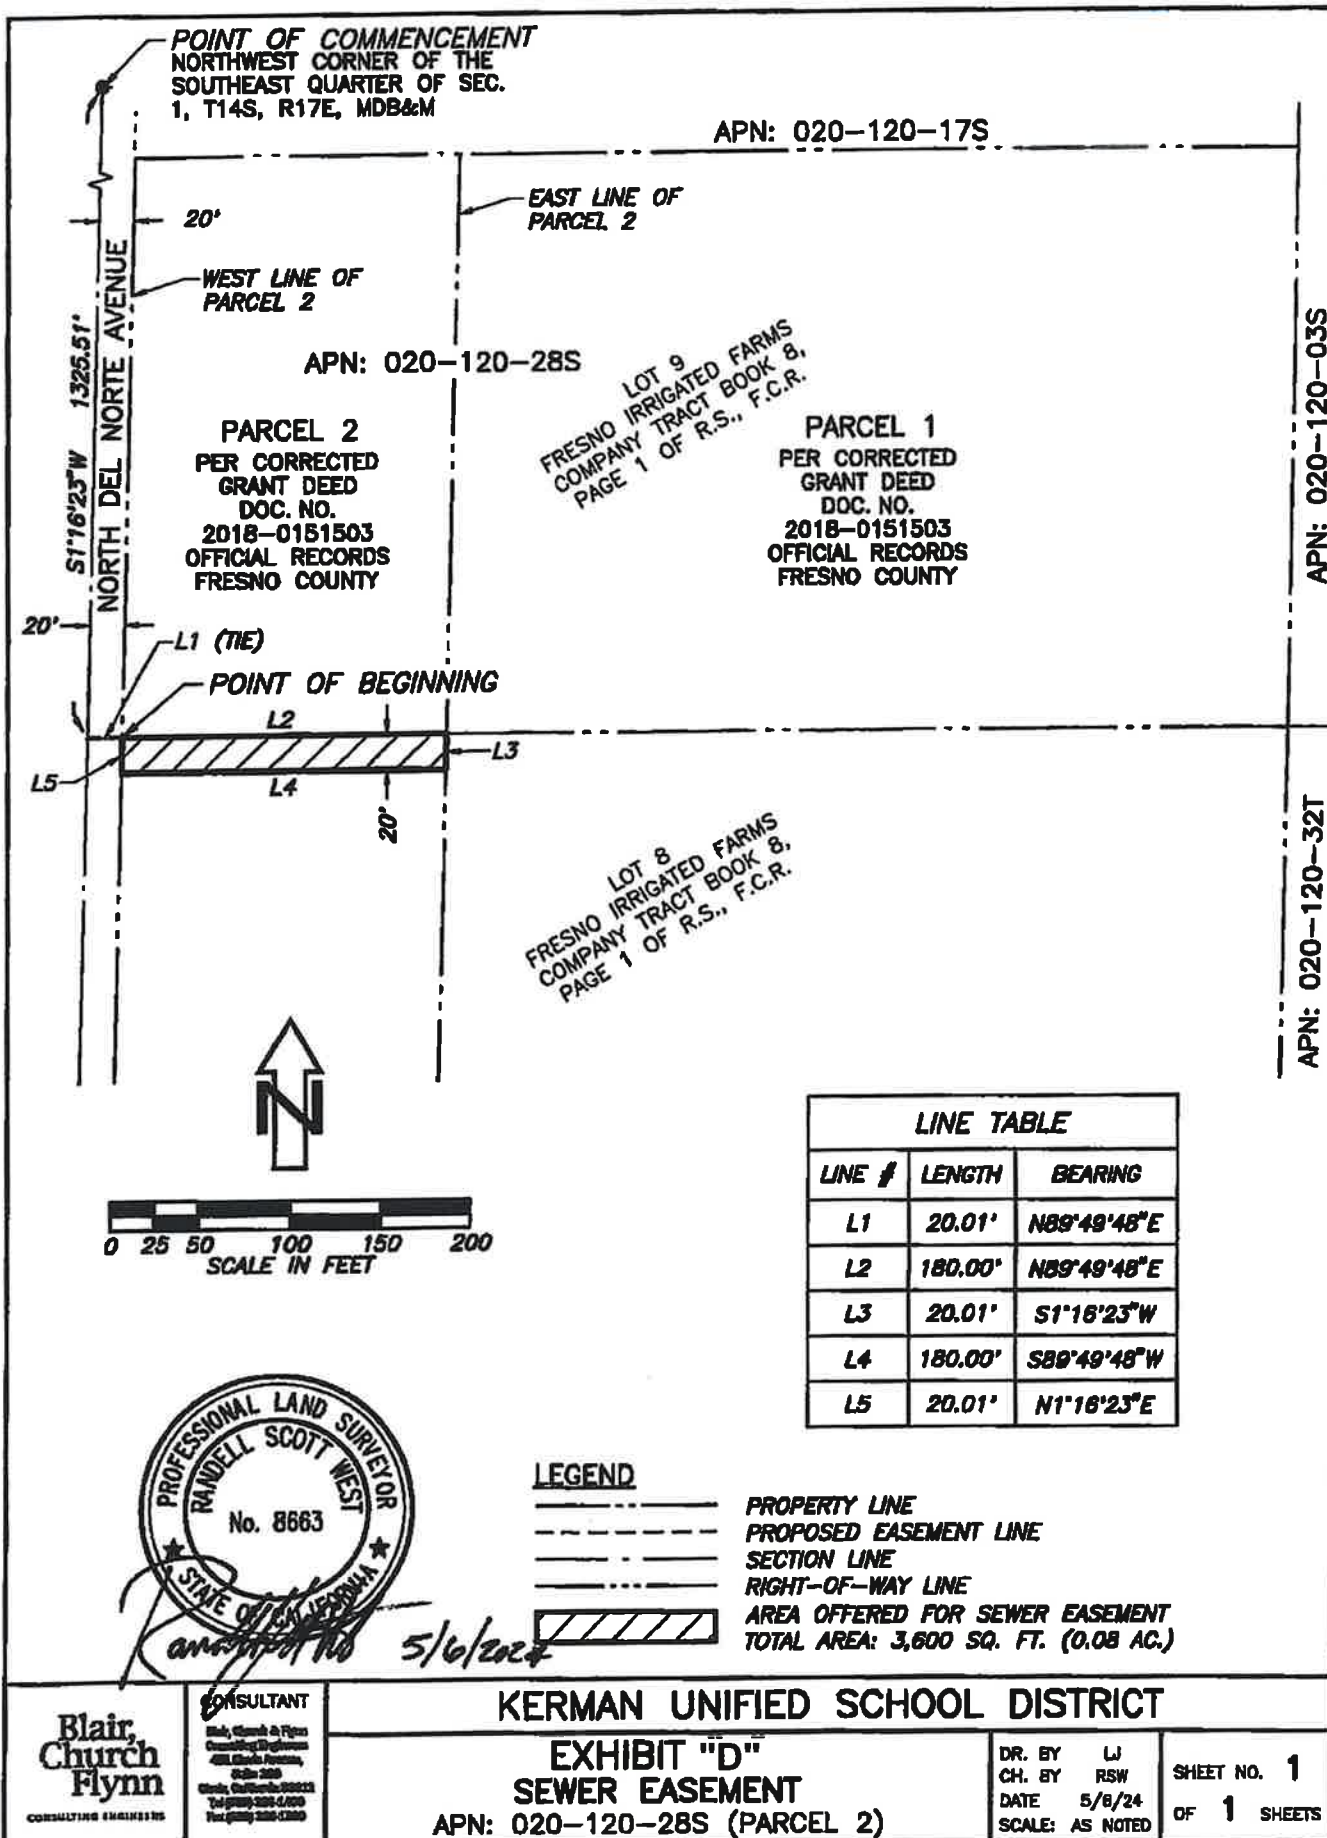 POINT OF COMMENCEMENT
NORTHWEST CORNER OF THE
SOUTHEAST QUARTER OF SEC.
1, T14S, R17E, MDB&M
APN: 020-120-17S
EAST LINE OF
PARCEL 2
20'
WEST LINE OF
PARCEL 2
S1°16'23"W 1325.51'
NORTH DEL NORTE AVENUE
APN: 020-120-28S
LOT 9
FRESNO IRRIGATED FARMS
COMPANY TRACT BOOK 8,
PAGE 1 OF R.S., F.C.R.
APN: 020-120-03S
PARCEL 2
PER CORRECTED
GRANT DEED
DOC. NO.
2018-0151503
OFFICIAL RECORDS
FRESNO COUNTY
PARCEL 1
PER CORRECTED
GRANT DEED
DOC. NO.
2018-0151503
OFFICIAL RECORDS
FRESNO COUNTY
20'
L1 (TIE)
POINT OF BEGINNING
L2
L3
L5
L4
20'
LOT 8
FRESNO IRRIGATED FARMS
COMPANY TRACT BOOK 8,
PAGE 1 OF R.S., F.C.R.
APN: 020-120-32T
N
0 25 50 100 150 200
SCALE IN FEET
LINE TABLE
LINE # LENGTH BEARING
L1 20.01' N89°49'48"E
L2 180.00' N89°49'48"E
L3 20.01' S1°16'23"W
L4 180.00' S89°49'48"W
L5 20.01' N1°16'23"E
PROFESSIONAL LAND SURVEYOR
RANDELL SCOTT WEST
No. 8663
STATE OF CALIFORNIA
5/6/2024
LEGEND
PROPERTY LINE
PROPOSED EASEMENT LINE
SECTION LINE
RIGHT-OF-WAY LINE
AREA OFFERED FOR SEWER EASEMENT
TOTAL AREA: 3,600 SQ. FT. (0.08 AC.)
Blair,
Church
Flynn
CONSULTING ENGINEERS
CONSULTANT
Blair, Church & Flynn
Consulting Engineers
KERMAN UNIFIED SCHOOL DISTRICT
EXHIBIT "D"
SEWER EASEMENT
APN: 020-120-28S (PARCEL 2)
DR. BY LJ
CH. BY RSW
DATE 5/6/24
SCALE: AS NOTED
SHEET NO. 1
OF 1 SHEETS